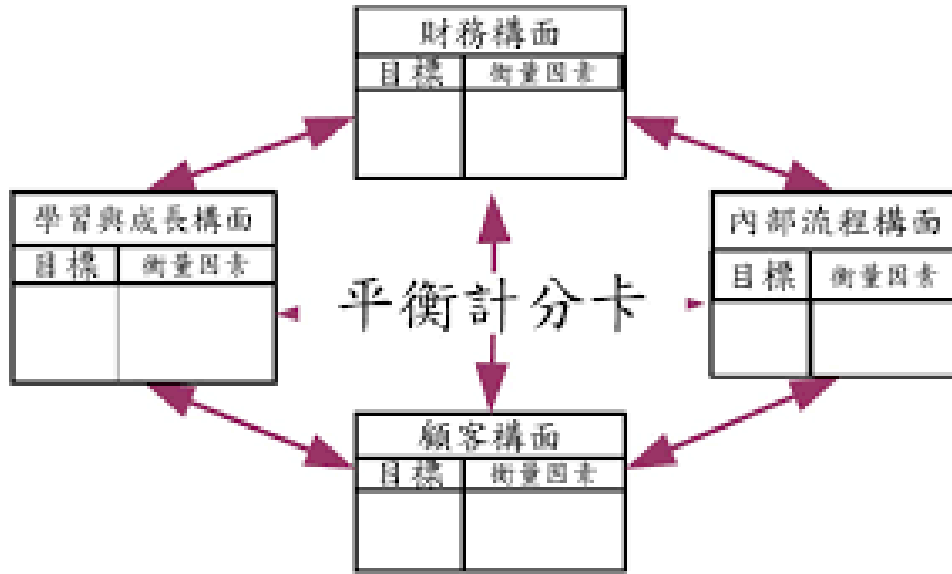 財務構面
目標 衡量因素
學習與成長構面
目標 衡量因素
平衡計分卡
內部流程構面
目標 衡量因素
顧客構面
目標 衡量因素